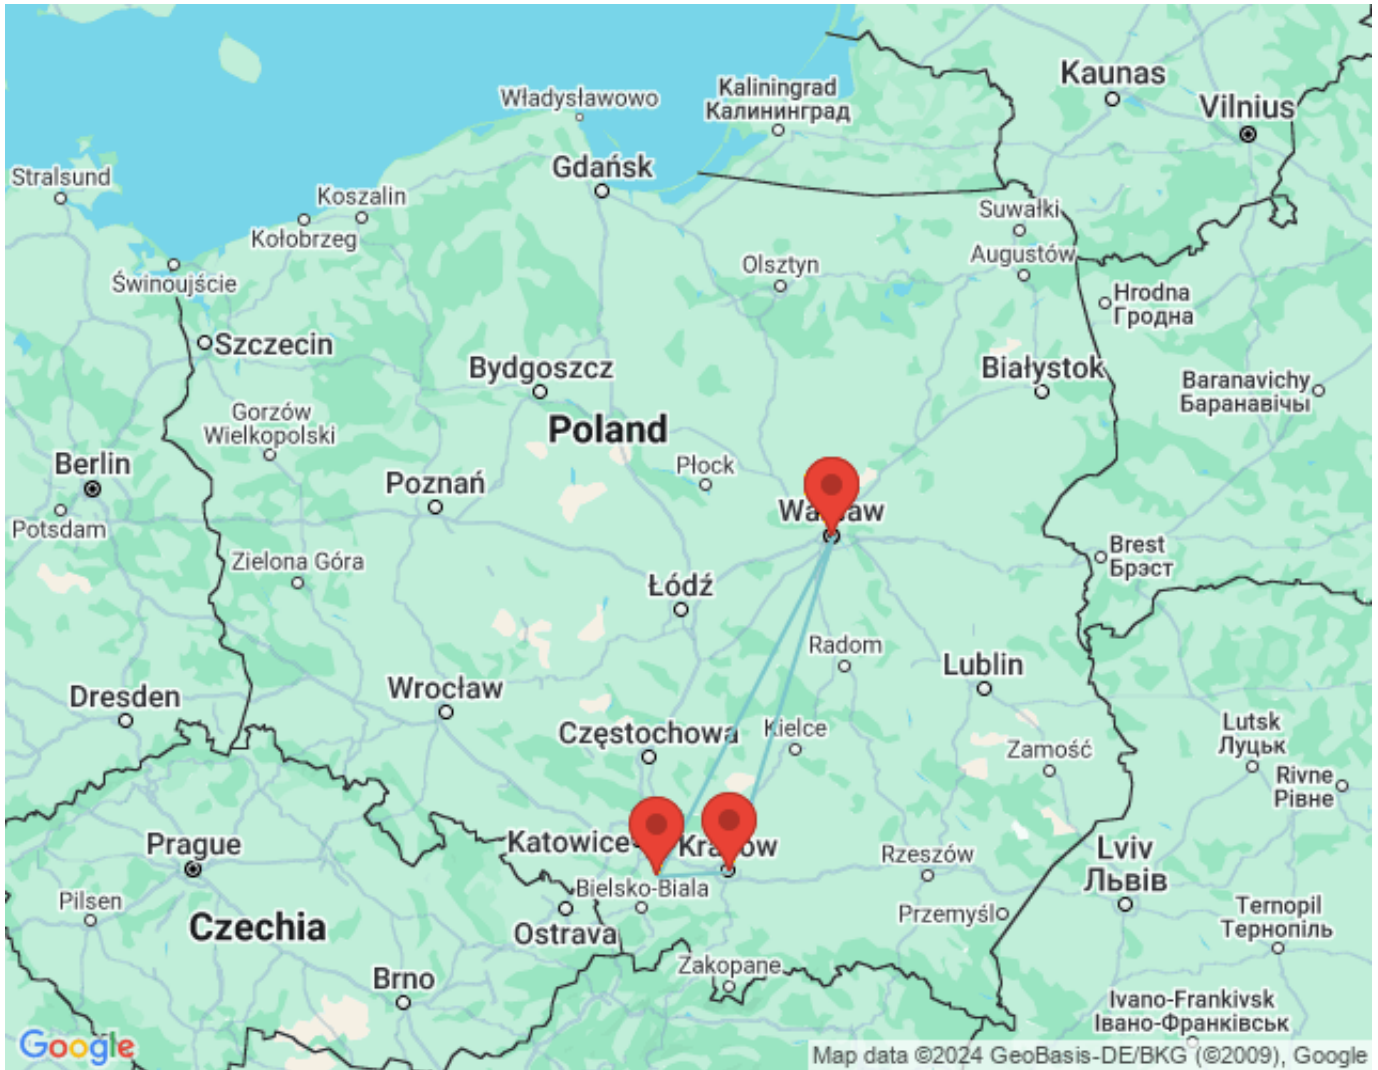 Kaunas
Vilnius
Kaliningrad
Калининград
Władysławowo
Gdańsk
Stralsund
Koszalin
Kołobrzeg
Suwałki
Augustów
Olsztyn
Świnoujście
Hrodna
Гродна
Szczecin
Bydgoszcz
Białystok
Baranavichy
Баранавічы
Gorzów
Wielkopolski
Poland
Berlin
Płock
Poznań
Potsdam
Warsaw
Brest
Брэст
Zielona Góra
Łódź
Radom
Lublin
Wrocław
Dresden
Częstochowa
Kielce
Zamość
Lutsk
Луцьк
Rivne
Рівне
Prague
Katowice
Krakow
Rzeszów
Lviv
Львів
Pilsen
Bielsko-Biala
Przemyśl
Ternopil
Тернопіль
Czechia
Ostrava
Zakopane
Brno
Ivano-Frankivsk
Івано-Франківськ
Google
Map data ©2024 GeoBasis-DE/BKG (©2009), Google